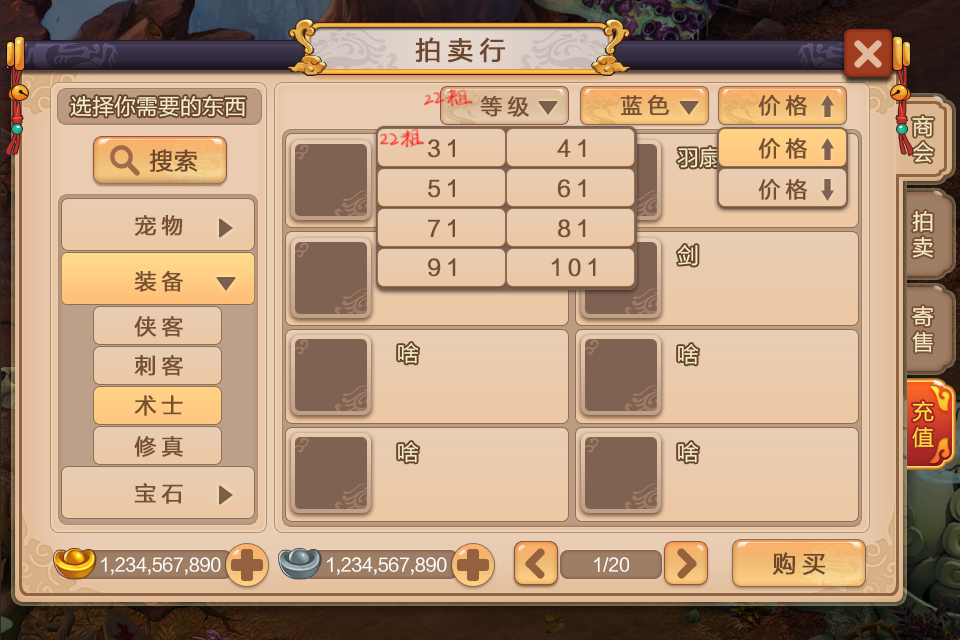 拍卖行
选择你需要的东西
搜索
宠物
装备
侠客
刺客
术士
修真
宝石
22粗
等级
蓝色
价格
22粗
31
41
51
61
71
81
91
101
价格
价格
羽扇
剑
啥
啥
啥
啥
商会
拍卖
寄售
充值
1,234,567,890
1,234,567,890
1/20
购买